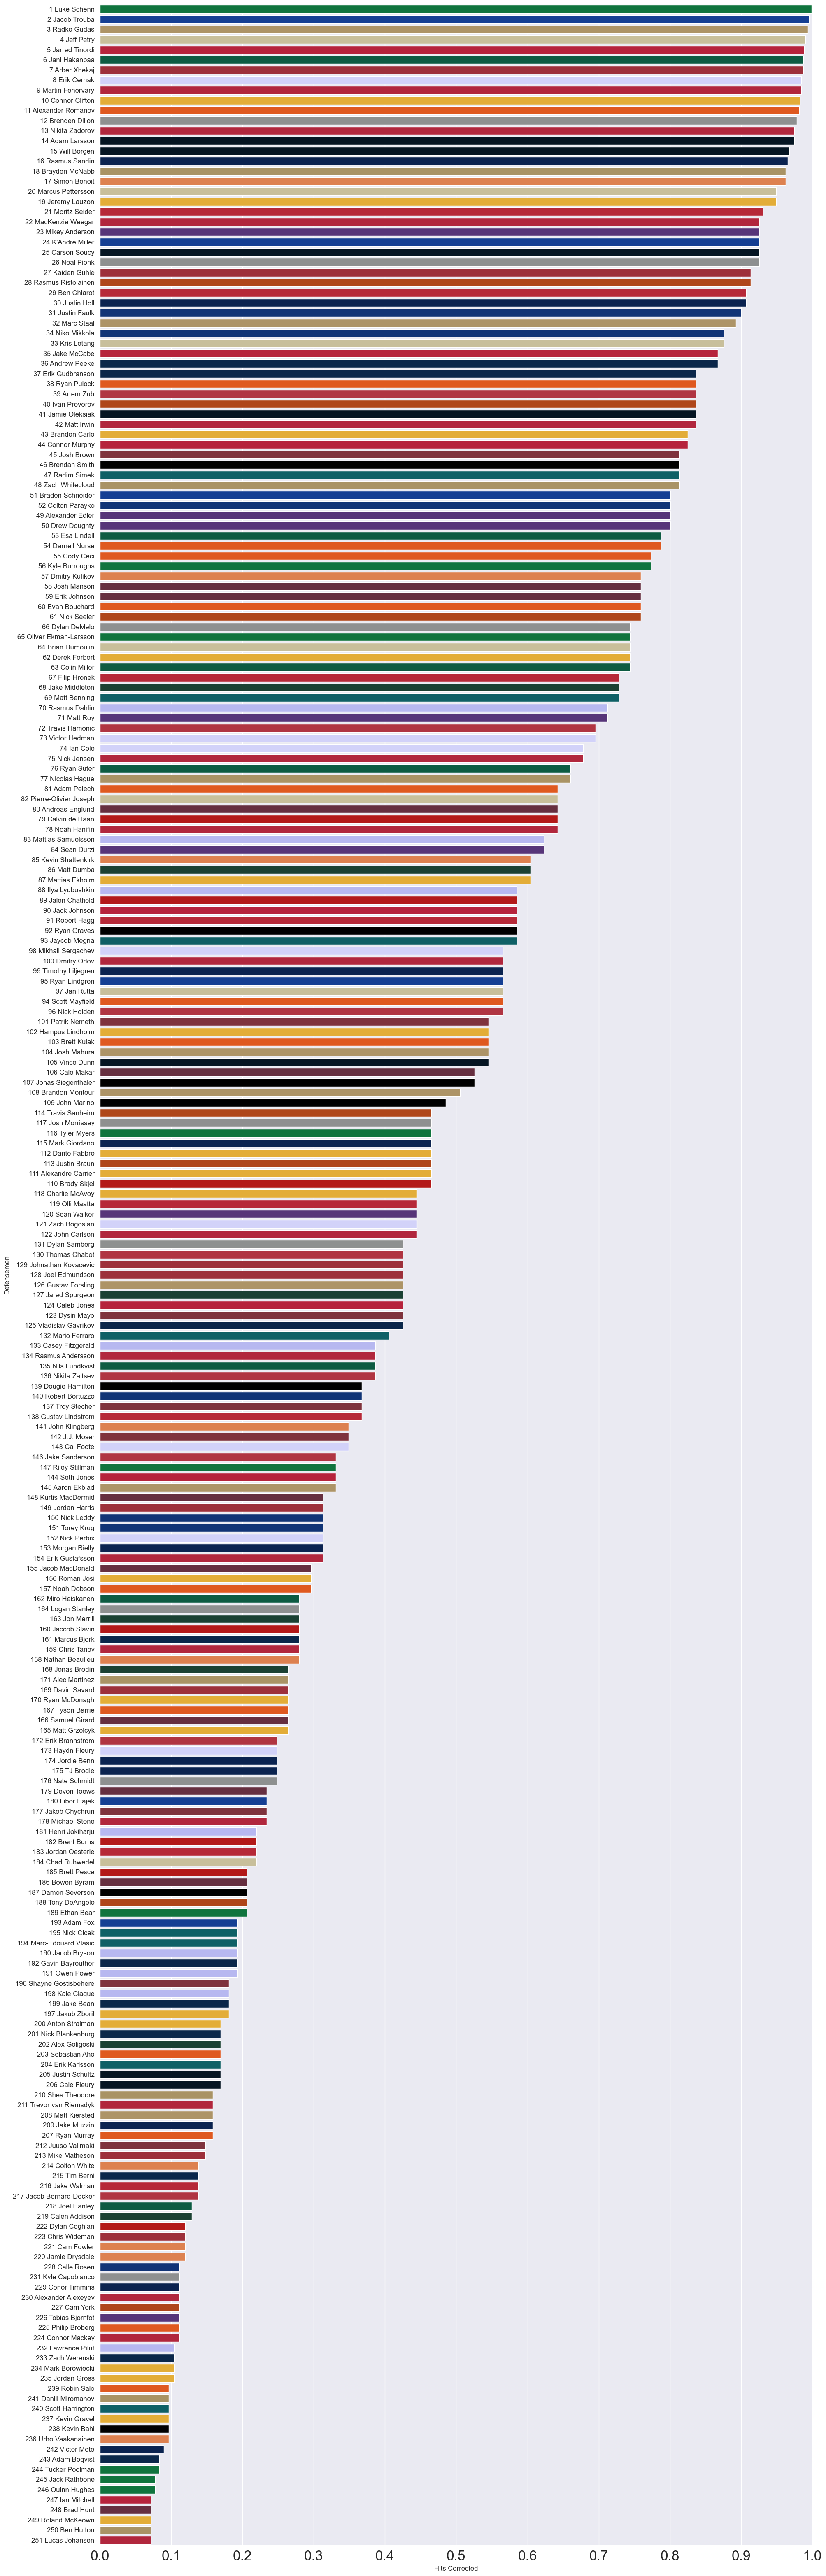 1 Luke Schenn
2 Jacob Trouba
3 Radko Gudas
4 Jeff Petry
5 Jarred Tinordi
6 Jani Hakanpaa
7 Arber Xhekaj
8 Erik Cernak
9 Martin Fehervary
10 Connor Clifton
11 Alexander Romanov
12 Brenden Dillon
13 Nikita Zadorov
14 Adam Larsson
15 Will Borgen
16 Rasmus Sandin
18 Brayden McNabb
17 Simon Benoit
20 Marcus Pettersson
19 Jeremy Lauzon
21 Moritz Seider
22 MacKenzie Weegar
23 Mikey Anderson
24 K'Andre Miller
25 Carson Soucy
26 Neal Pionk
27 Kaiden Guhle
28 Rasmus Ristolainen
29 Ben Chiarot
30 Justin Holl
31 Justin Faulk
32 Marc Staal
34 Niko Mikkola
33 Kris Letang
35 Jake McCabe
36 Andrew Peeke
37 Erik Gudbranson
38 Ryan Pulock
39 Artem Zub
40 Ivan Provorov
41 Jamie Oleksiak
42 Matt Irwin
43 Brandon Carlo
44 Connor Murphy
45 Josh Brown
46 Brendan Smith
47 Radim Simek
48 Zach Whitecloud
51 Braden Schneider
52 Colton Parayko
49 Alexander Edler
50 Drew Doughty
53 Esa Lindell
54 Darnell Nurse
55 Cody Ceci
56 Kyle Burroughs
57 Dmitry Kulikov
58 Josh Manson
59 Erik Johnson
60 Evan Bouchard
61 Nick Seeler
66 Dylan DeMelo
65 Oliver Ekman-Larsson
64 Brian Dumoulin
62 Derek Forbort
63 Colin Miller
67 Filip Hronek
68 Jake Middleton
69 Matt Benning
70 Rasmus Dahlin
71 Matt Roy
72 Travis Hamonic
73 Victor Hedman
74 Ian Cole
75 Nick Jensen
76 Ryan Suter
77 Nicolas Hague
81 Adam Pelech
82 Pierre-Olivier Joseph
80 Andreas Englund
79 Calvin de Haan
78 Noah Hanifin
83 Mattias Samuelsson
84 Sean Durzi
85 Kevin Shattenkirk
86 Matt Dumba
87 Mattias Ekholm
88 Ilya Lyubushkin
89 Jalen Chatfield
90 Jack Johnson
91 Robert Hagg
92 Ryan Graves
93 Jaycob Megna
98 Mikhail Sergachev
100 Dmitry Orlov
99 Timothy Liljegren
95 Ryan Lindgren
97 Jan Rutta
94 Scott Mayfield
96 Nick Holden
101 Patrik Nemeth
102 Hampus Lindholm
103 Brett Kulak
104 Josh Mahura
105 Vince Dunn
106 Cale Makar
107 Jonas Siegenthaler
108 Brandon Montour
109 John Marino
114 Travis Sanheim
117 Josh Morrissey
116 Tyler Myers
115 Mark Giordano
112 Dante Fabbro
113 Justin Braun
111 Alexandre Carrier
110 Brady Skjei
118 Charlie McAvoy
119 Olli Maatta
120 Sean Walker
121 Zach Bogosian
122 John Carlson
131 Dylan Samberg
130 Thomas Chabot
129 Johnathan Kovacevic
128 Joel Edmundson
126 Gustav Forsling
127 Jared Spurgeon
124 Caleb Jones
123 Dysin Mayo
125 Vladislav Gavrikov
132 Mario Ferraro
133 Casey Fitzgerald
134 Rasmus Andersson
135 Nils Lundkvist
136 Nikita Zaitsev
139 Dougie Hamilton
140 Robert Bortuzzo
137 Troy Stecher
138 Gustav Lindstrom
141 John Klingberg
142 J.J. Moser
143 Cal Foote
146 Jake Sanderson
147 Riley Stillman
144 Seth Jones
145 Aaron Ekblad
148 Kurtis MacDermid
149 Jordan Harris
150 Nick Leddy
151 Torey Krug
152 Nick Perbix
153 Morgan Rielly
154 Erik Gustafsson
155 Jacob MacDonald
156 Roman Josi
157 Noah Dobson
162 Miro Heiskanen
164 Logan Stanley
163 Jon Merrill
160 Jaccob Slavin
161 Marcus Bjork
159 Chris Tanev
158 Nathan Beaulieu
168 Jonas Brodin
171 Alec Martinez
169 David Savard
170 Ryan McDonagh
167 Tyson Barrie
166 Samuel Girard
165 Matt Grzelcyk
172 Erik Brannstrom
173 Haydn Fleury
174 Jordie Benn
175 TJ Brodie
176 Nate Schmidt
179 Devon Toews
180 Libor Hajek
177 Jakob Chychrun
178 Michael Stone
181 Henri Jokiharju
182 Brent Burns
183 Jordan Oesterle
184 Chad Ruhwedel
185 Brett Pesce
186 Bowen Byram
187 Damon Severson
188 Tony DeAngelo
189 Ethan Bear
193 Adam Fox
195 Nick Cicek
194 Marc-Edouard Vlasic
190 Jacob Bryson
192 Gavin Bayreuther
191 Owen Power
196 Shayne Gostisbehere
198 Kale Clague
199 Jake Bean
197 Jakub Zboril
200 Anton Stralman
201 Nick Blankenburg
202 Alex Goligoski
203 Sebastian Aho
204 Erik Karlsson
205 Justin Schultz
206 Cale Fleury
210 Shea Theodore
211 Trevor van Riemsdyk
208 Matt Kiersted
209 Jake Muzzin
207 Ryan Murray
212 Juuso Valimaki
213 Mike Matheson
214 Colton White
215 Tim Berni
216 Jake Walman
217 Jacob Bernard-Docker
218 Joel Hanley
219 Calen Addison
222 Dylan Coghlan
223 Chris Wideman
221 Cam Fowler
220 Jamie Drysdale
228 Calle Rosen
231 Kyle Capobianco
229 Conor Timmins
230 Alexander Alexeyev
227 Cam York
226 Tobias Bjornfot
225 Philip Broberg
224 Connor Mackey
232 Lawrence Pilut
233 Zach Werenski
234 Mark Borowiecki
235 Jordan Gross
239 Robin Salo
241 Daniil Miromanov
240 Scott Harrington
237 Kevin Gravel
238 Kevin Bahl
236 Urho Vaakanainen
242 Victor Mete
243 Adam Boqvist
244 Tucker Poolman
245 Jack Rathbone
246 Quinn Hughes
247 Ian Mitchell
248 Brad Hunt
249 Roland McKeown
250 Ben Hutton
251 Lucas Johansen
Defensemen
0.0 0.1 0.2 0.3 0.4 0.5 0.6 0.7 0.8 0.9 1.0
Hits Corrected